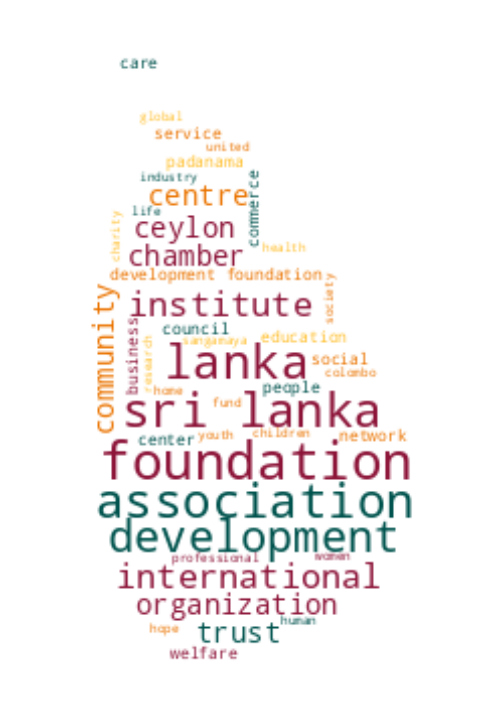 care
global
service
united
padanama
industry
commerce
centre
life
charity
ceylon
health
chamber
development foundation
society
community
institute
business
council
research
sangamaya
education
lanka
social
colombo
home
people
sri lanka
fund
center
youth
children
network
foundation
association
development
professional
women
international
organization
hope
trust
human
welfare